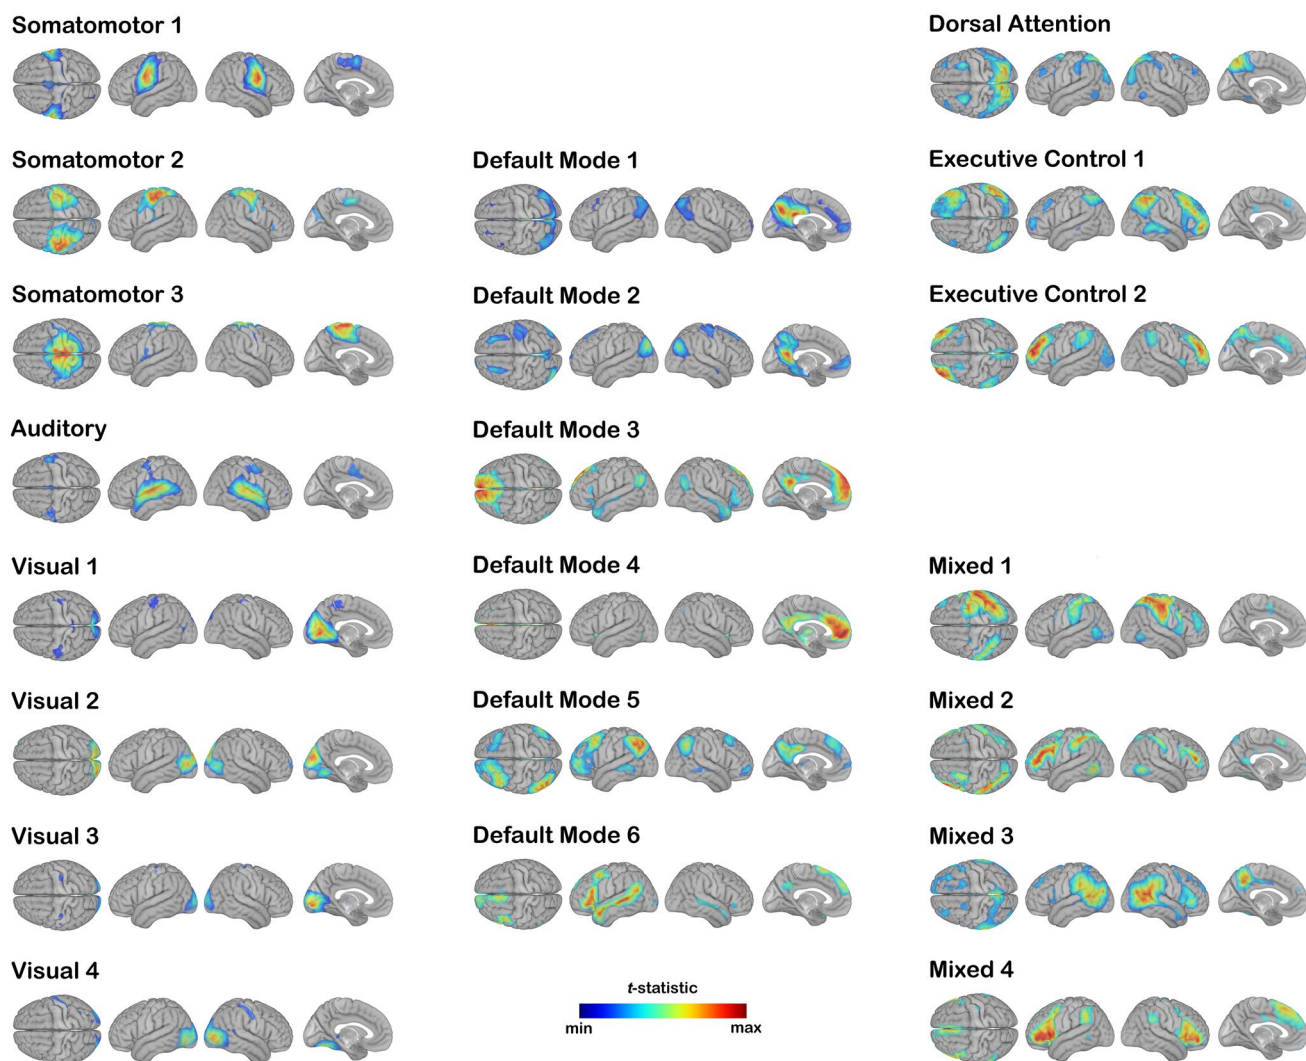 Somatomotor 1
Dorsal Attention
Somatomotor 2
Default Mode 1
Executive Control 1
Somatomotor 3
Default Mode 2
Executive Control 2
Auditory
Default Mode 3
Visual 1
Default Mode 4
Mixed 1
Visual 2
Default Mode 5
Mixed 2
Visual 3
Default Mode 6
Mixed 3
Visual 4
Mixed 4
t-statistic
min max